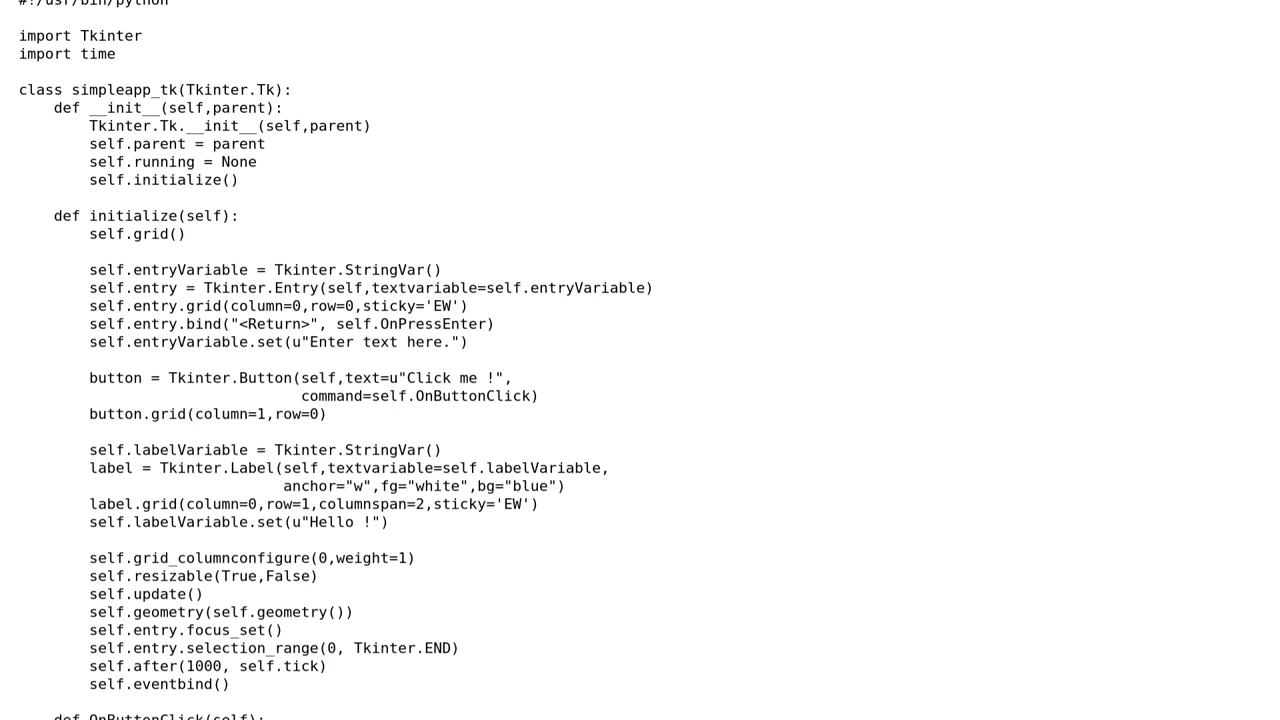 #!/usr/bin/python

import Tkinter
import time

class simpleapp_tk(Tkinter.Tk):
    def __init__(self,parent):
        Tkinter.Tk.__init__(self,parent)
        self.parent = parent
        self.running = None
        self.initialize()

    def initialize(self):
        self.grid()

        self.entryVariable = Tkinter.StringVar()
        self.entry = Tkinter.Entry(self,textvariable=self.entryVariable)
        self.entry.grid(column=0,row=0,sticky='EW')
        self.entry.bind("<Return>", self.OnPressEnter)
        self.entryVariable.set(u"Enter text here.")

        button = Tkinter.Button(self,text=u"Click me !",
                                command=self.OnButtonClick)
        button.grid(column=1,row=0)

        self.labelVariable = Tkinter.StringVar()
        label = Tkinter.Label(self,textvariable=self.labelVariable,
                              anchor="w",fg="white",bg="blue")
        label.grid(column=0,row=1,columnspan=2,sticky='EW')
        self.labelVariable.set(u"Hello !")

        self.grid_columnconfigure(0,weight=1)
        self.resizable(True,False)
        self.update()
        self.geometry(self.geometry())
        self.entry.focus_set()
        self.entry.selection_range(0, Tkinter.END)
        self.after(1000, self.tick)
        self.eventbind()

    def OnButtonClick(self):